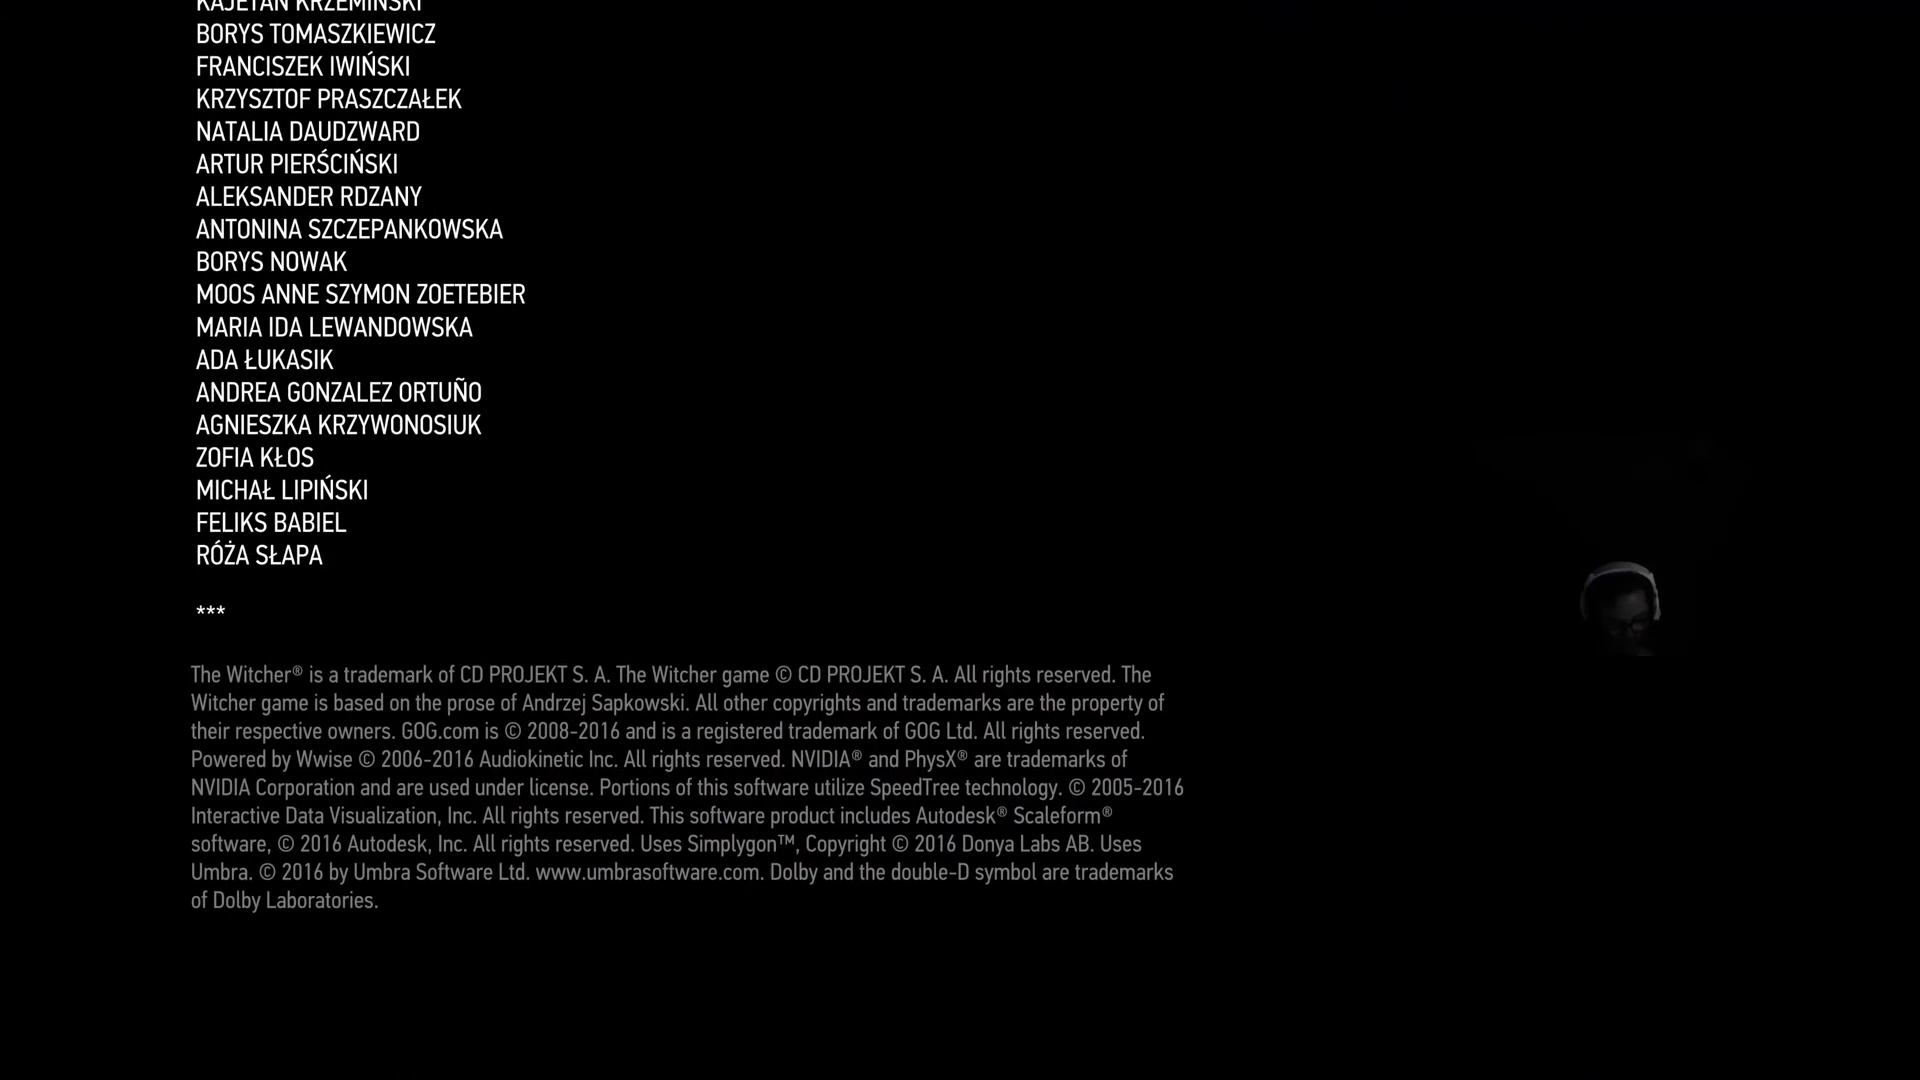 KAJETAN KRZEMIŃSKI
BORYS TOMASZKIEWICZ
FRANCISZEK IWIŃSKI
KRZYSZTOF PRASZCZAŁEK
NATALIA DAUDZWARD
ARTUR PIERŚCIŃSKI
ALEKSANDER RDZANY
ANTONINA SZCZEPANKOWSKA
BORYS NOWAK
MOOS ANNE SZYMON ZOETEBIER
MARIA IDA LEWANDOWSKA
ADA ŁUKASIK
ANDREA GONZALEZ ORTUÑO
AGNIESZKA KRZYWONOSIUK
ZOFIA KŁOS
MICHAŁ LIPIŃSKI
FELIKS BABIEL
RÓŻA SŁAPA
***
The Witcher® is a trademark of CD PROJEKT S. A. The Witcher game © CD PROJEKT S. A. All rights reserved. The
Witcher game is based on the prose of Andrzej Sapkowski. All other copyrights and trademarks are the property of
their respective owners. GOG.com is © 2008-2016 and is a registered trademark of GOG Ltd. All rights reserved.
Powered by Wwise © 2006-2016 Audiokinetic Inc. All rights reserved. NVIDIA® and PhysX® are trademarks of
NVIDIA Corporation and are used under license. Portions of this software utilize SpeedTree technology. © 2005-2016
Interactive Data Visualization, Inc. All rights reserved. This software product includes Autodesk® Scaleform®
software, © 2016 Autodesk, Inc. All rights reserved. Uses Simplygon™, Copyright © 2016 Donya Labs AB. Uses
Umbra. © 2016 by Umbra Software Ltd. www.umbrasoftware.com. Dolby and the double-D symbol are trademarks
of Dolby Laboratories.